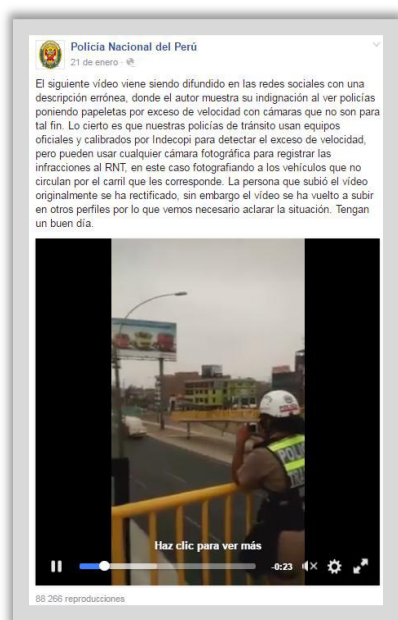 Policía Nacional del Perú
21 de enero ·
El siguiente vídeo viene siendo difundido en las redes sociales con una
descripción errónea, donde el autor muestra su indignación al ver policías
poniendo papeletas por exceso de velocidad con cámaras que no son para
tal fin. Lo cierto es que nuestras policías de tránsito usan equipos
oficiales y calibrados por Indecopi para detectar el exceso de velocidad,
pero pueden usar cualquier cámara fotográfica para registrar las
infracciones al RNT, en este caso fotografiando a los vehículos que no
circulan por el carril que les corresponde. La persona que subió el vídeo
originalmente se ha rectificado, sin embargo el vídeo se ha vuelto a subir
en otros perfiles por lo que vemos necesario aclarar la situación. Tengan
un buen día.
POLIC
Haz clic para ver más
-0:23
88 266 reproducciones